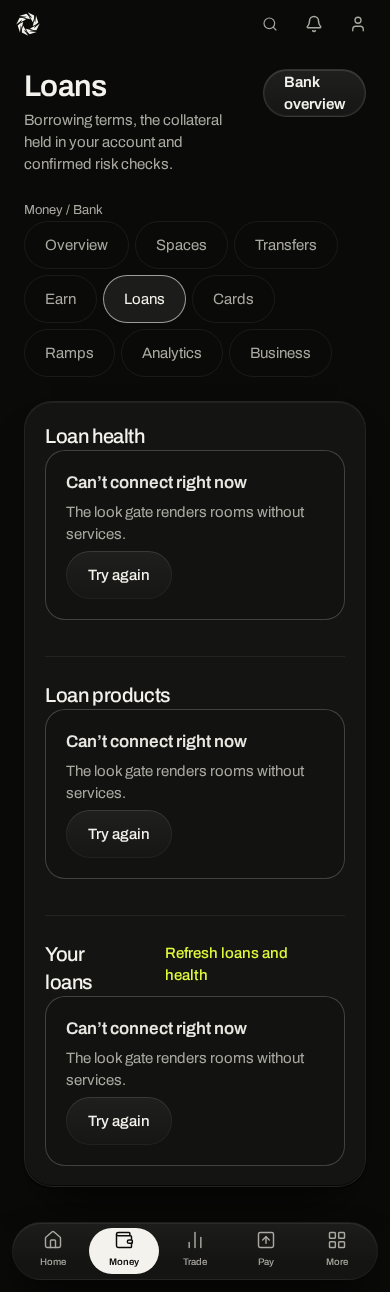 Loans
Bank
overview
Borrowing terms, the collateral
held in your account and
confirmed risk checks.
Money / Bank
Overview
Spaces
Transfers
Earn
Loans
Cards
Ramps
Analytics
Business
Loan health
Can’t connect right now
The look gate renders rooms without
services.
Try again
Loan products
Can’t connect right now
The look gate renders rooms without
services.
Try again
Your
loans
Refresh loans and
health
Can’t connect right now
The look gate renders rooms without
services.
Try again
Home
Money
Trade
Pay
More